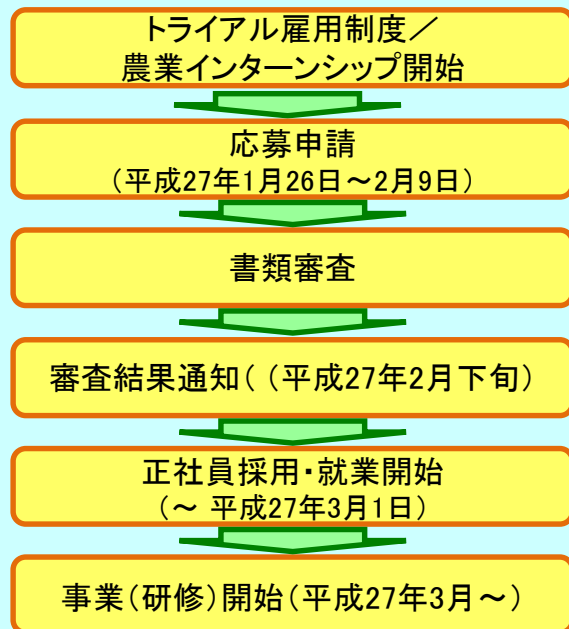 トライアル雇用制度／
農業インターンシップ開始
応募申請
（平成27年1月26日～2月9日）
書類審査
審査結果通知（（平成27年2月下旬）
正社員採用・就業開始
（～ 平成27年3月1日）
事業（研修）開始（平成27年3月～）